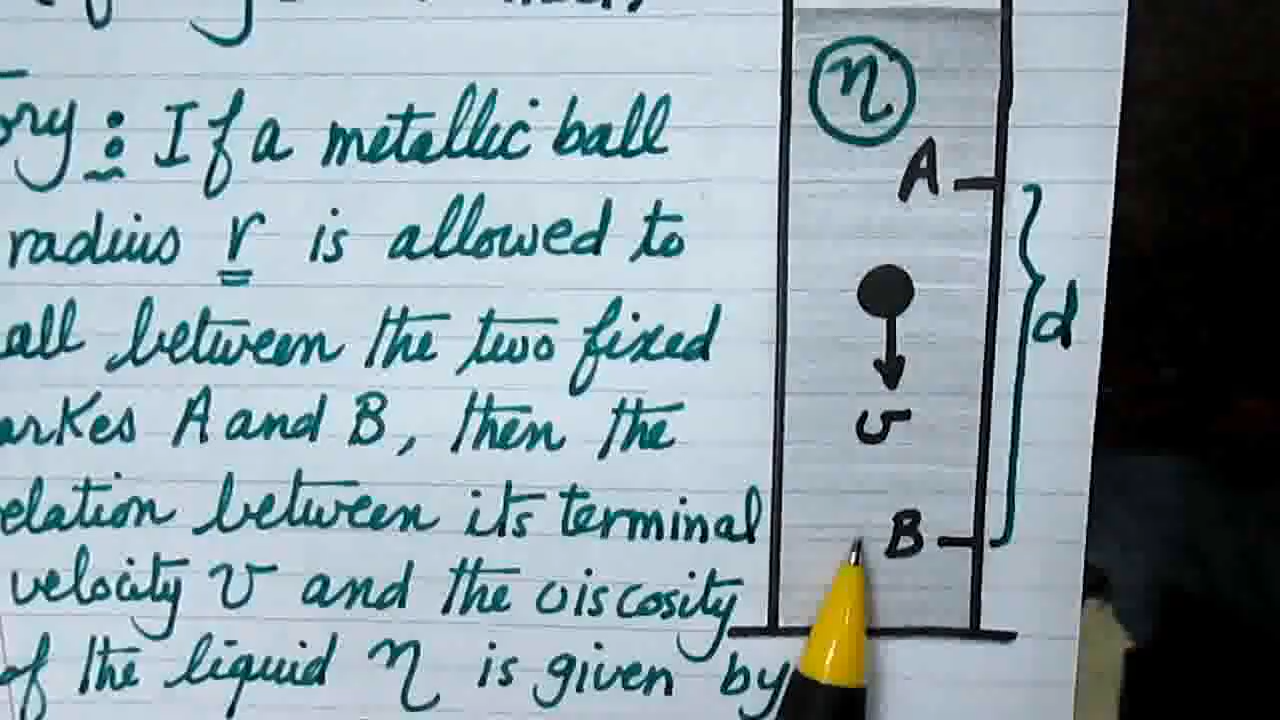 ory : If a metallic ball
radius r is allowed to
all between the two fixed
arkes A and B, then the
elation between its terminal
velocity v and the viscosity
of the liquid η is given by
η
A
d
v
B